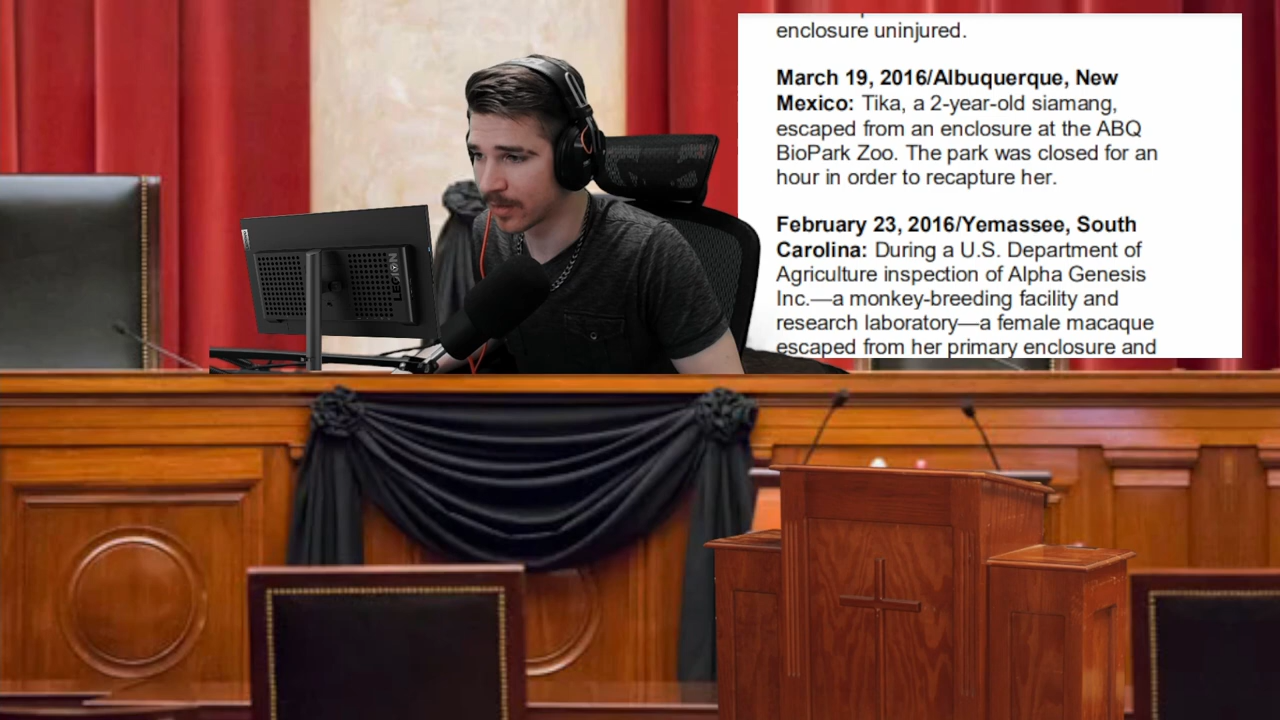 enclosure uninjured.
March 19, 2016/Albuquerque, New
Mexico: Tika, a 2-year-old siamang,
escaped from an enclosure at the ABQ
BioPark Zoo. The park was closed for an
hour in order to recapture her.
February 23, 2016/Yemassee, South
Carolina: During a U.S. Department of
Agriculture inspection of Alpha Genesis
Inc.—a monkey-breeding facility and
research laboratory—a female macaque
escaped from her primary enclosure and
LEGION